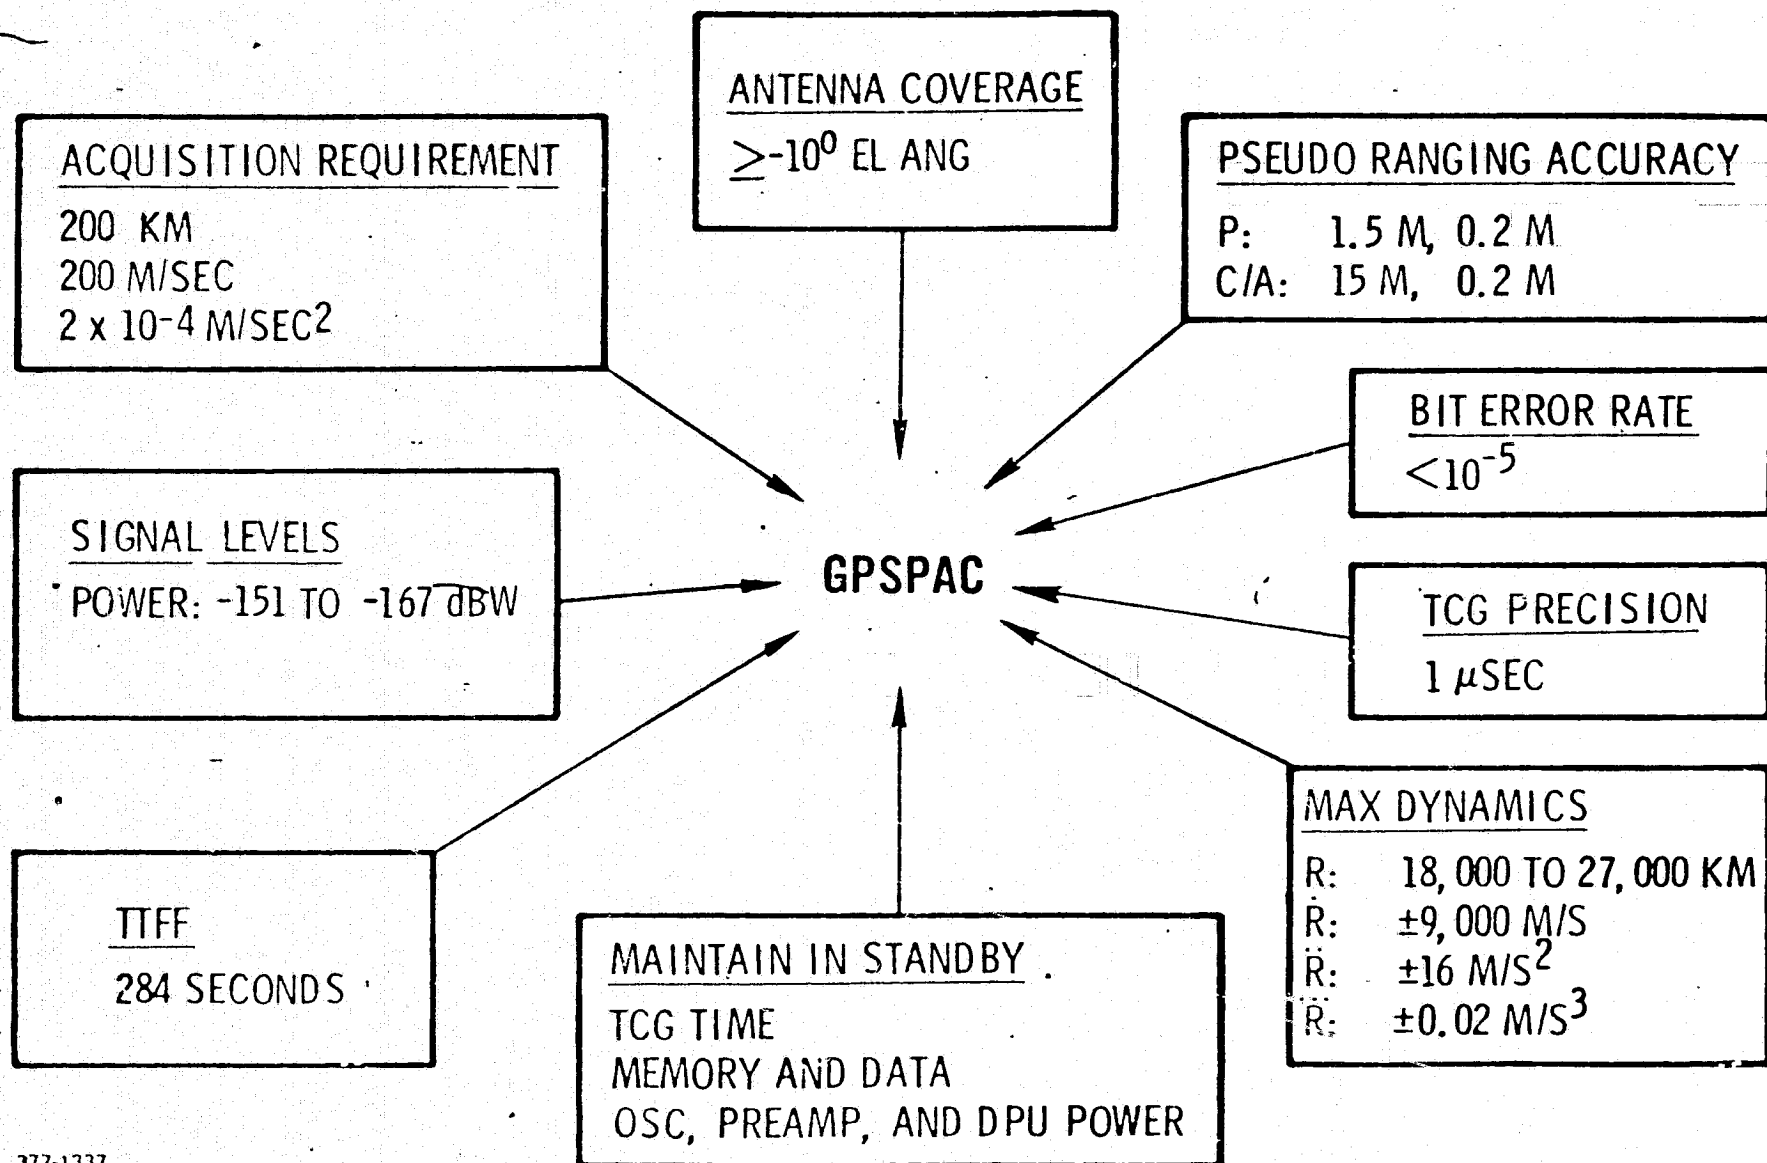 ANTENNA COVERAGE
≥-10⁰ EL ANG
ACQUISITION REQUIREMENT
200 KM
200 M/SEC
2 x 10⁻⁴ M/SEC²
PSEUDO RANGING ACCURACY
P: 1.5 M, 0.2 M
C/A: 15 M, 0.2 M
BIT ERROR RATE
<10⁻⁵
SIGNAL LEVELS
POWER: -151 TO -167 dBW
GPSPAC
TCG PRECISION
1 μSEC
MAX DYNAMICS
R: 18,000 TO 27,000 KM
Ṙ: ±9,000 M/S
R̈: ±16 M/S²
R⃛: ±0.02 M/S³
TTFF
284 SECONDS
MAINTAIN IN STANDBY
TCG TIME
MEMORY AND DATA
OSC, PREAMP, AND DPU POWER
377-1337